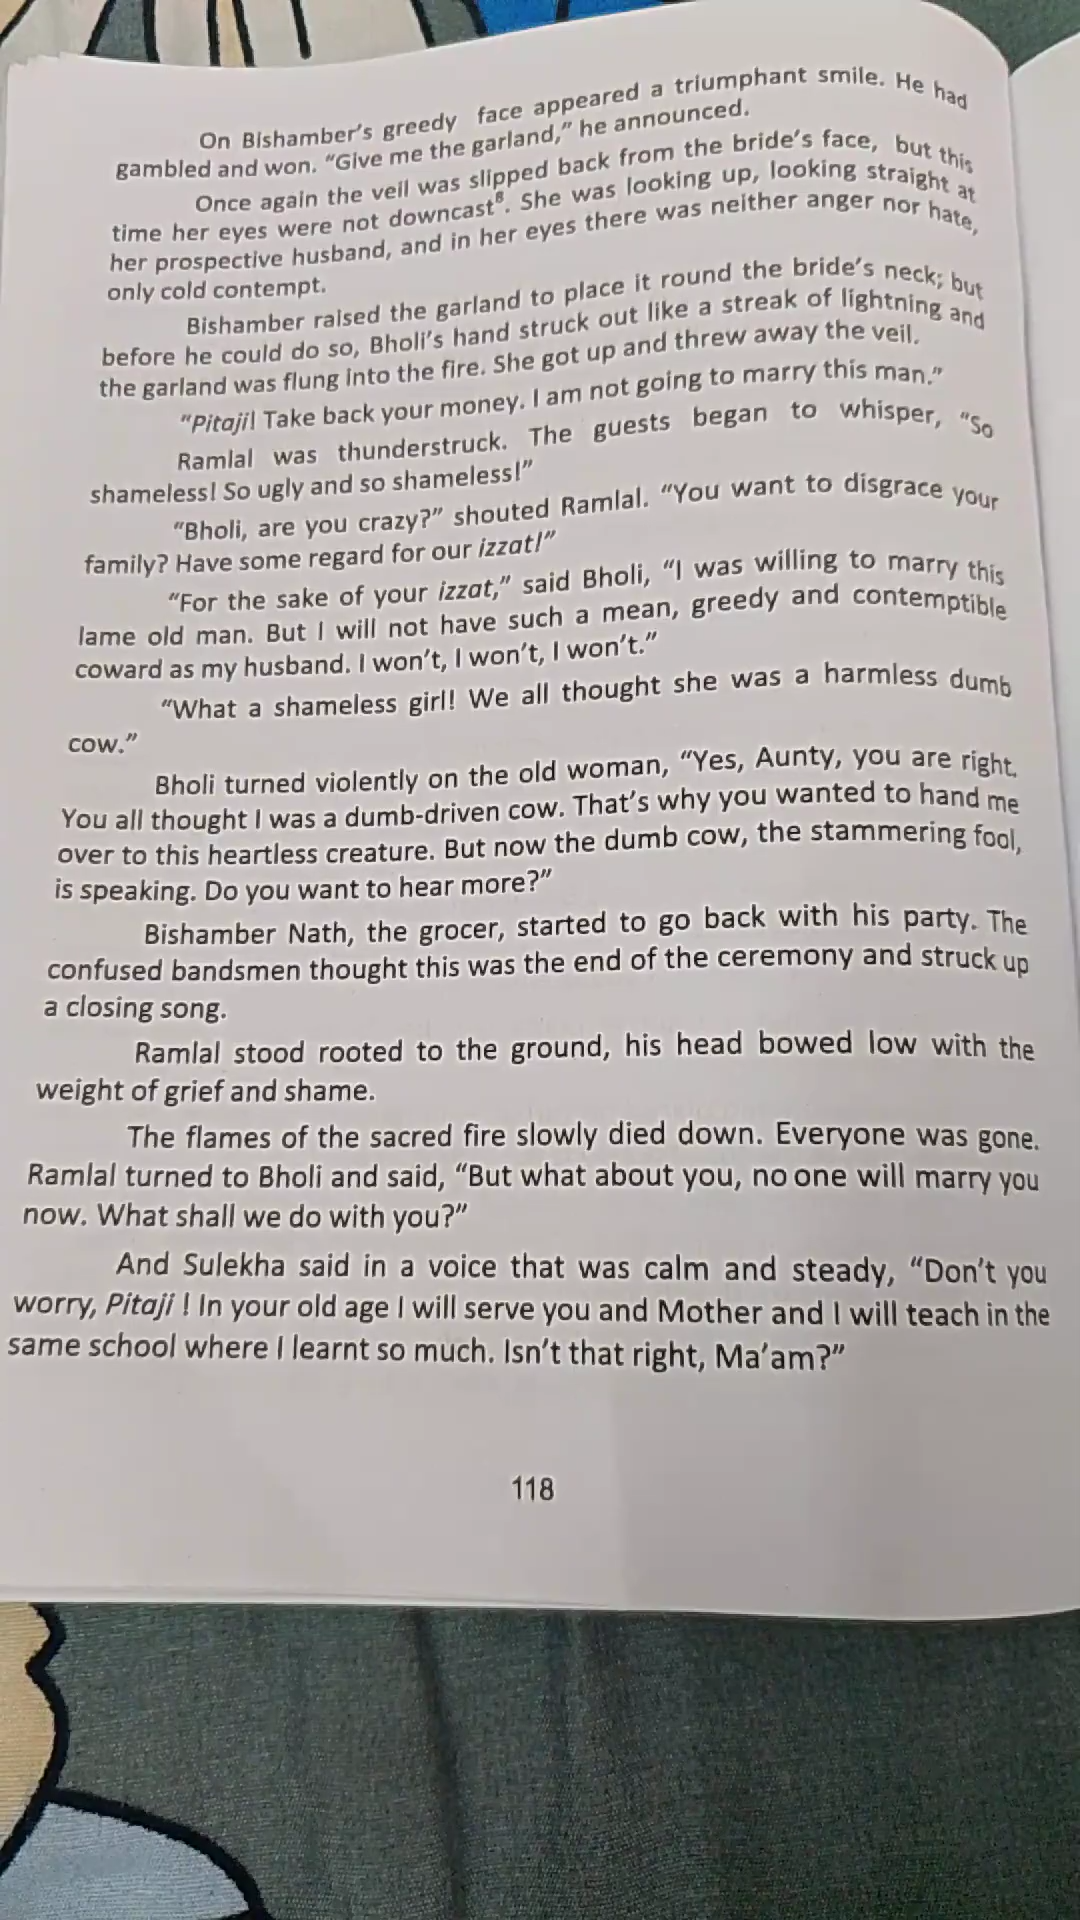 On Bishamber's greedy face appeared a triumphant smile. He had
gambled and won. "Give me the garland," he announced.
Once again the veil was slipped back from the bride's face, but this
time her eyes were not downcast⁸. She was looking up, looking straight at
her prospective husband, and in her eyes there was neither anger nor hate,
only cold contempt.
Bishamber raised the garland to place it round the bride's neck; but
before he could do so, Bholi's hand struck out like a streak of lightning and
the garland was flung into the fire. She got up and threw away the veil.
"Pitaji! Take back your money. I am not going to marry this man."
Ramlal was thunderstruck. The guests began to whisper, "So
shameless! So ugly and so shameless!"
"Bholi, are you crazy?" shouted Ramlal. "You want to disgrace your
family? Have some regard for our izzat!"
"For the sake of your izzat," said Bholi, "I was willing to marry this
lame old man. But I will not have such a mean, greedy and contemptible
coward as my husband. I won't, I won't, I won't."
"What a shameless girl! We all thought she was a harmless dumb
cow."
Bholi turned violently on the old woman, "Yes, Aunty, you are right.
You all thought I was a dumb-driven cow. That's why you wanted to hand me
over to this heartless creature. But now the dumb cow, the stammering fool,
is speaking. Do you want to hear more?"
Bishamber Nath, the grocer, started to go back with his party. The
confused bandsmen thought this was the end of the ceremony and struck up
a closing song.
Ramlal stood rooted to the ground, his head bowed low with the
weight of grief and shame.
The flames of the sacred fire slowly died down. Everyone was gone.
Ramlal turned to Bholi and said, "But what about you, no one will marry you
now. What shall we do with you?"
And Sulekha said in a voice that was calm and steady, "Don't you
worry, Pitaji ! In your old age I will serve you and Mother and I will teach in the
same school where I learnt so much. Isn't that right, Ma'am?"
118